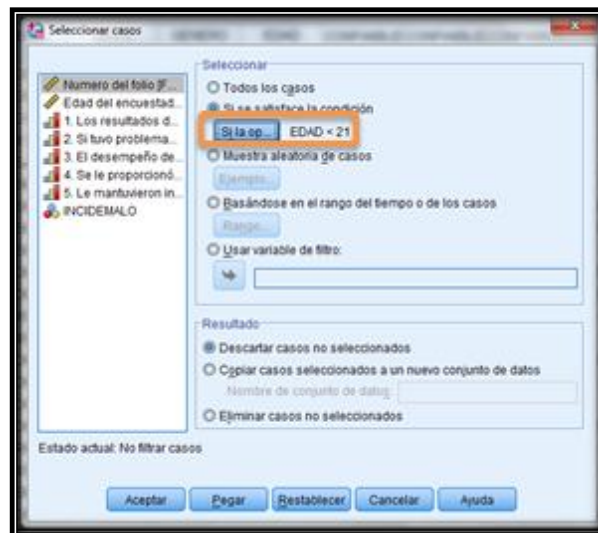 Seleccionar casos
Numero del folio
Edad del encuestad...
1. Los resultados d...
2. Si tuvo problema...
3. El desempeño de...
4. Se le proporcionó...
5. Le mantuvieron in...
INCIDEMALO
Seleccionar
Todos los casos
Si se satisface la condición
Si la op... EDAD < 21
Muestra aleatoria de casos
Ejemplo...
Basándose en el rango del tiempo o de los casos
Rango...
Usar variable de filtro:
Resultado
Descartar casos no seleccionados
Copiar casos seleccionados a un nuevo conjunto de datos
Nombre de conjunto de datos:
Eliminar casos no seleccionados
Estado actual: No filtrar casos
Aceptar Pegar Restablecer Cancelar Ayuda